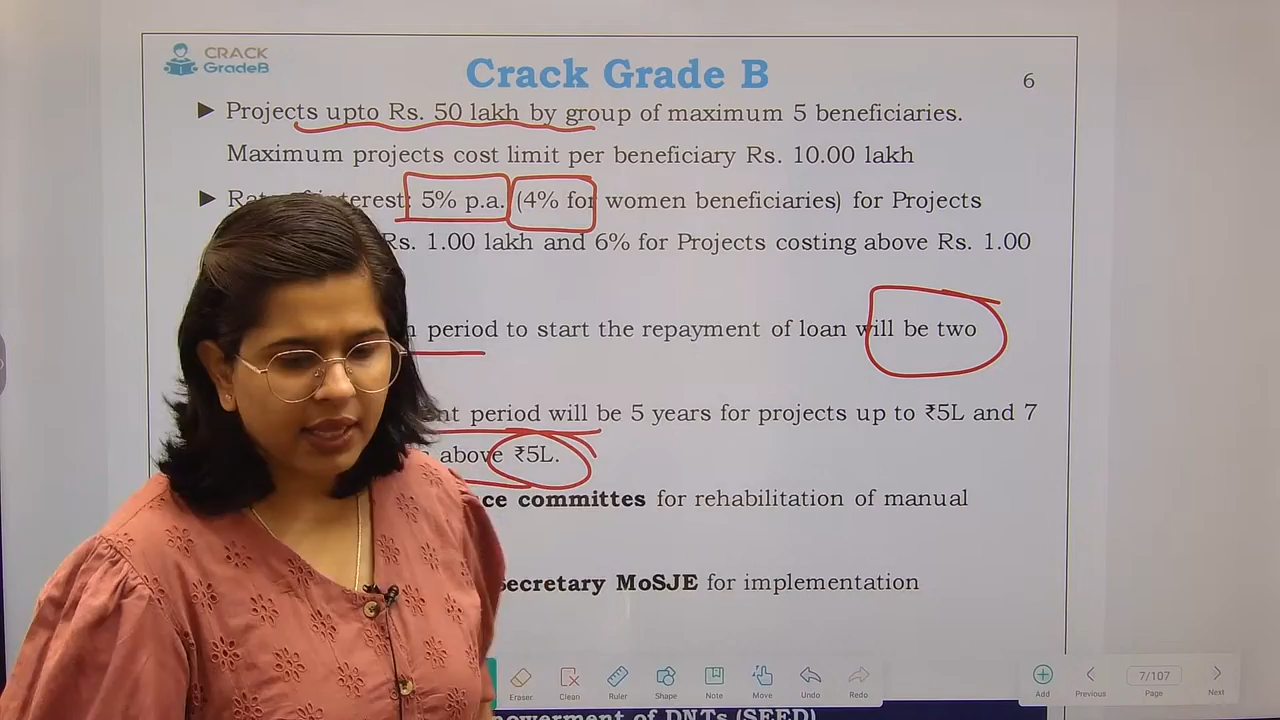 CRACK
GradeB
Crack Grade B
6
Projects upto Rs. 50 lakh by group of maximum 5 beneficiaries.
Maximum projects cost limit per beneficiary Rs. 10.00 lakh
5% p.a. (4% for women beneficiaries) for Projects
Rs. 1.00 lakh and 6% for Projects costing above Rs. 1.00
period to start the repayment of loan will be two
period will be 5 years for projects up to ₹5L and 7
above ₹5L.
committes for rehabilitation of manual
Secretary MoSJE for implementation
Eraser Clean Ruler Shape Note Move Undo Redo Add Previous 7/107 Page Next
of DNTs (SEED)